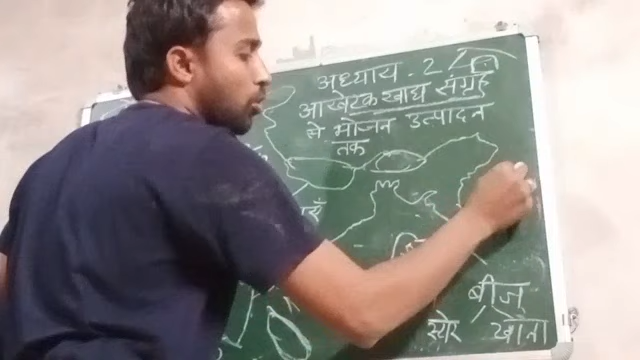 अध्याय - 2
आखेटक खाद्य संग्रह
से भोजन उत्पादन
तक
बीज
खोना